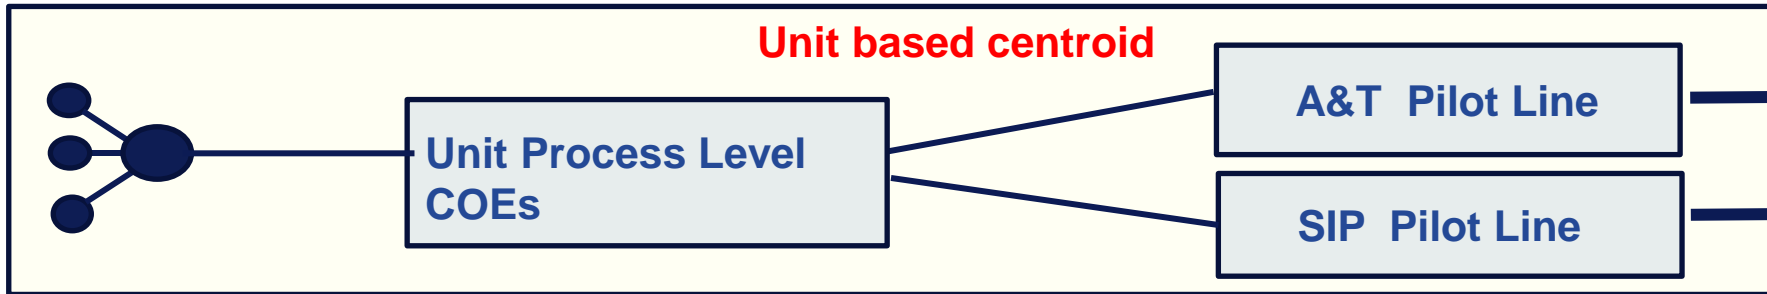 Unit based centroid
A&T Pilot Line
Unit Process Level
COEs
SIP Pilot Line